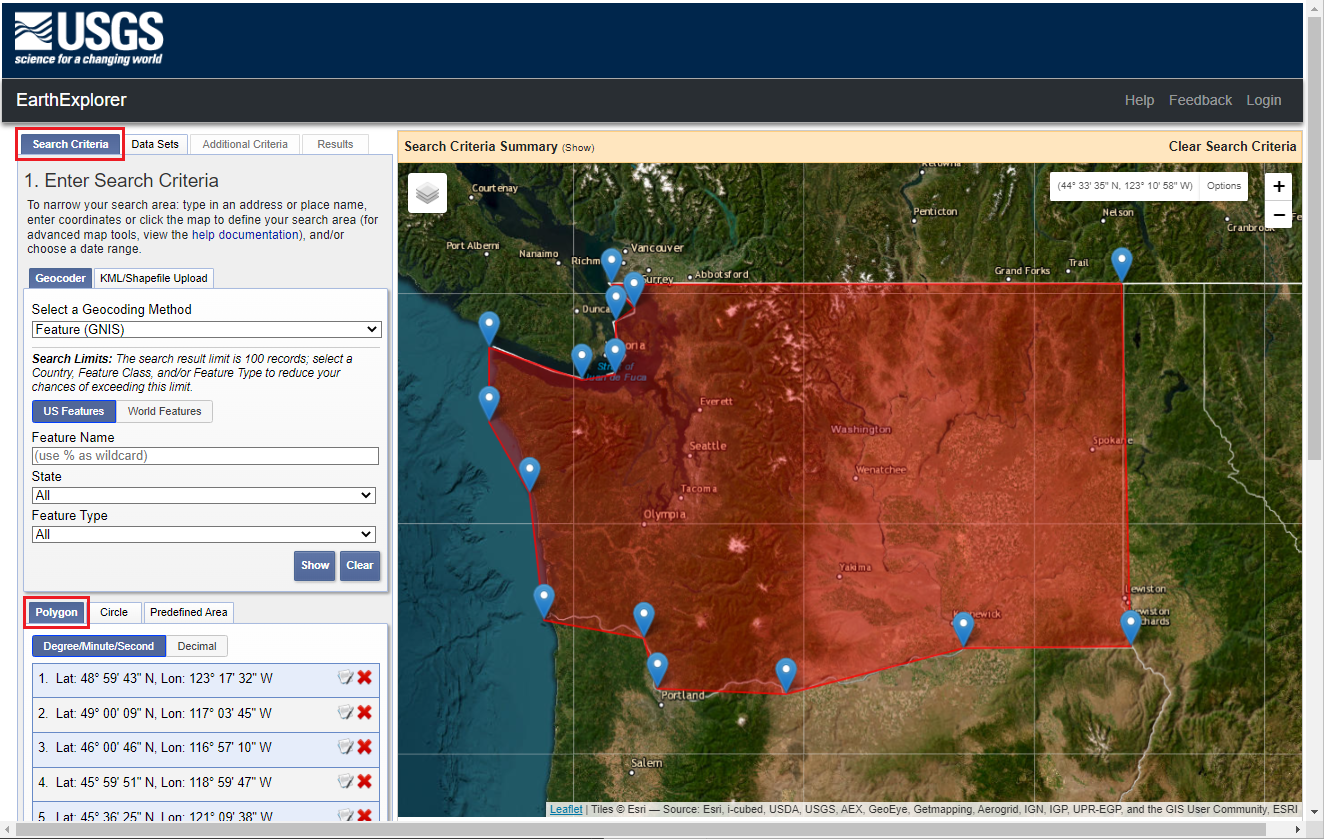 USGS
science for a changing world
EarthExplorer
Help Feedback Login
Search Criteria Data Sets Additional Criteria Results
1. Enter Search Criteria
To narrow your search area: type in an address or place name,
enter coordinates or click the map to define your search area (for
advanced map tools, view the help documentation), and/or
choose a date range.
Geocoder KML/Shapefile Upload
Select a Geocoding Method
Feature (GNIS)
Search Limits: The search result limit is 100 records; select a
Country, Feature Class, and/or Feature Type to reduce your
chances of exceeding this limit.
US Features World Features
Feature Name
(use % as wildcard)
State
All
Feature Type
All
Show Clear
Polygon Circle Predefined Area
Degree/Minute/Second Decimal
1. Lat: 48° 59' 43" N, Lon: 123° 17' 32" W
2. Lat: 49° 00' 09" N, Lon: 117° 03' 45" W
3. Lat: 46° 00' 46" N, Lon: 116° 57' 10" W
4. Lat: 45° 59' 51" N, Lon: 118° 59' 47" W
5. Lat: 45° 36' 25" N, Lon: 121° 09' 38" W
Search Criteria Summary (Show) Clear Search Criteria
(44° 33' 35" N, 123° 10' 58" W) Options
+
−
Courtenay
Penticton
Nelson
Cranbroo
Port Alberni
Nanaimo
Richm
Vancouver
Surrey
Abbotsford
Grand Forks
Trail
Dunca
oria
Juan de Fuca
Everett
Washington
Spokane
Seattle
Wenatchee
Tacoma
Olympia
Yakima
Lewiston
ewiston
chards
newick
Portland
Salem
Leaflet | Tiles © Esri — Source: Esri, i-cubed, USDA, USGS, AEX, GeoEye, Getmapping, Aerogrid, IGN, IGP, UPR-EGP, and the GIS User Community, ESRI